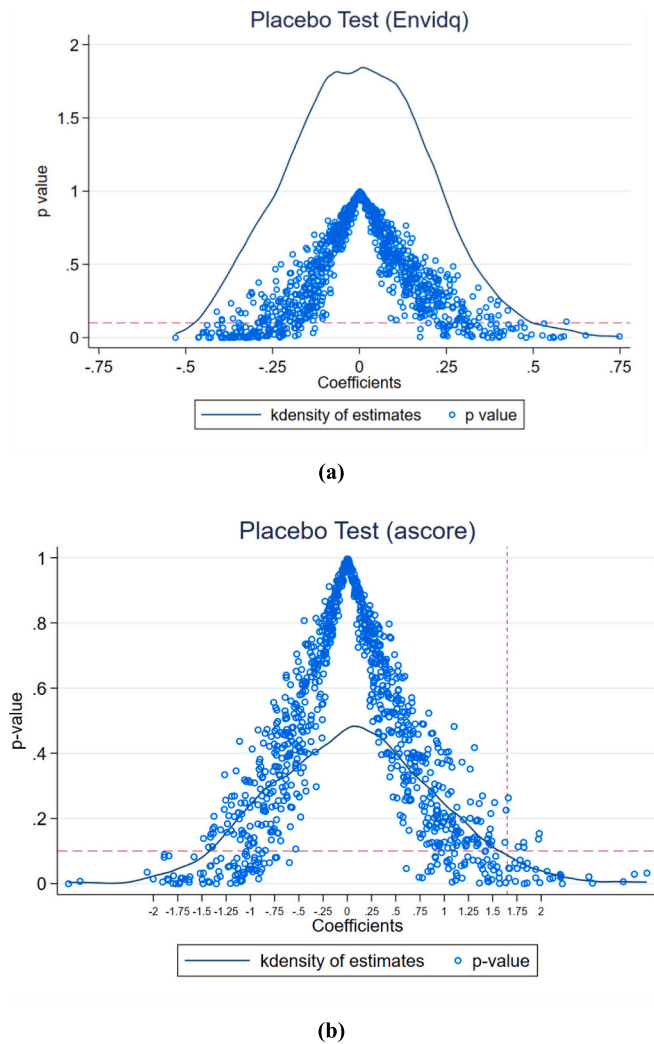 Placebo Test (Envidq)
2
1.5
1
.5
0
p value
-.75
-.5
-.25
0
.25
.5
.75
Coefficients
kdensity of estimates
p value
(a)
Placebo Test (ascore)
1
.8
.6
.4
.2
0
p-value
-2 -1.75 -1.5 -1.25 -1 -.75 -.5 -.25 0 .25 .5 .75 1 1.25 1.5 1.75 2
Coefficients
kdensity of estimates
p-value
(b)